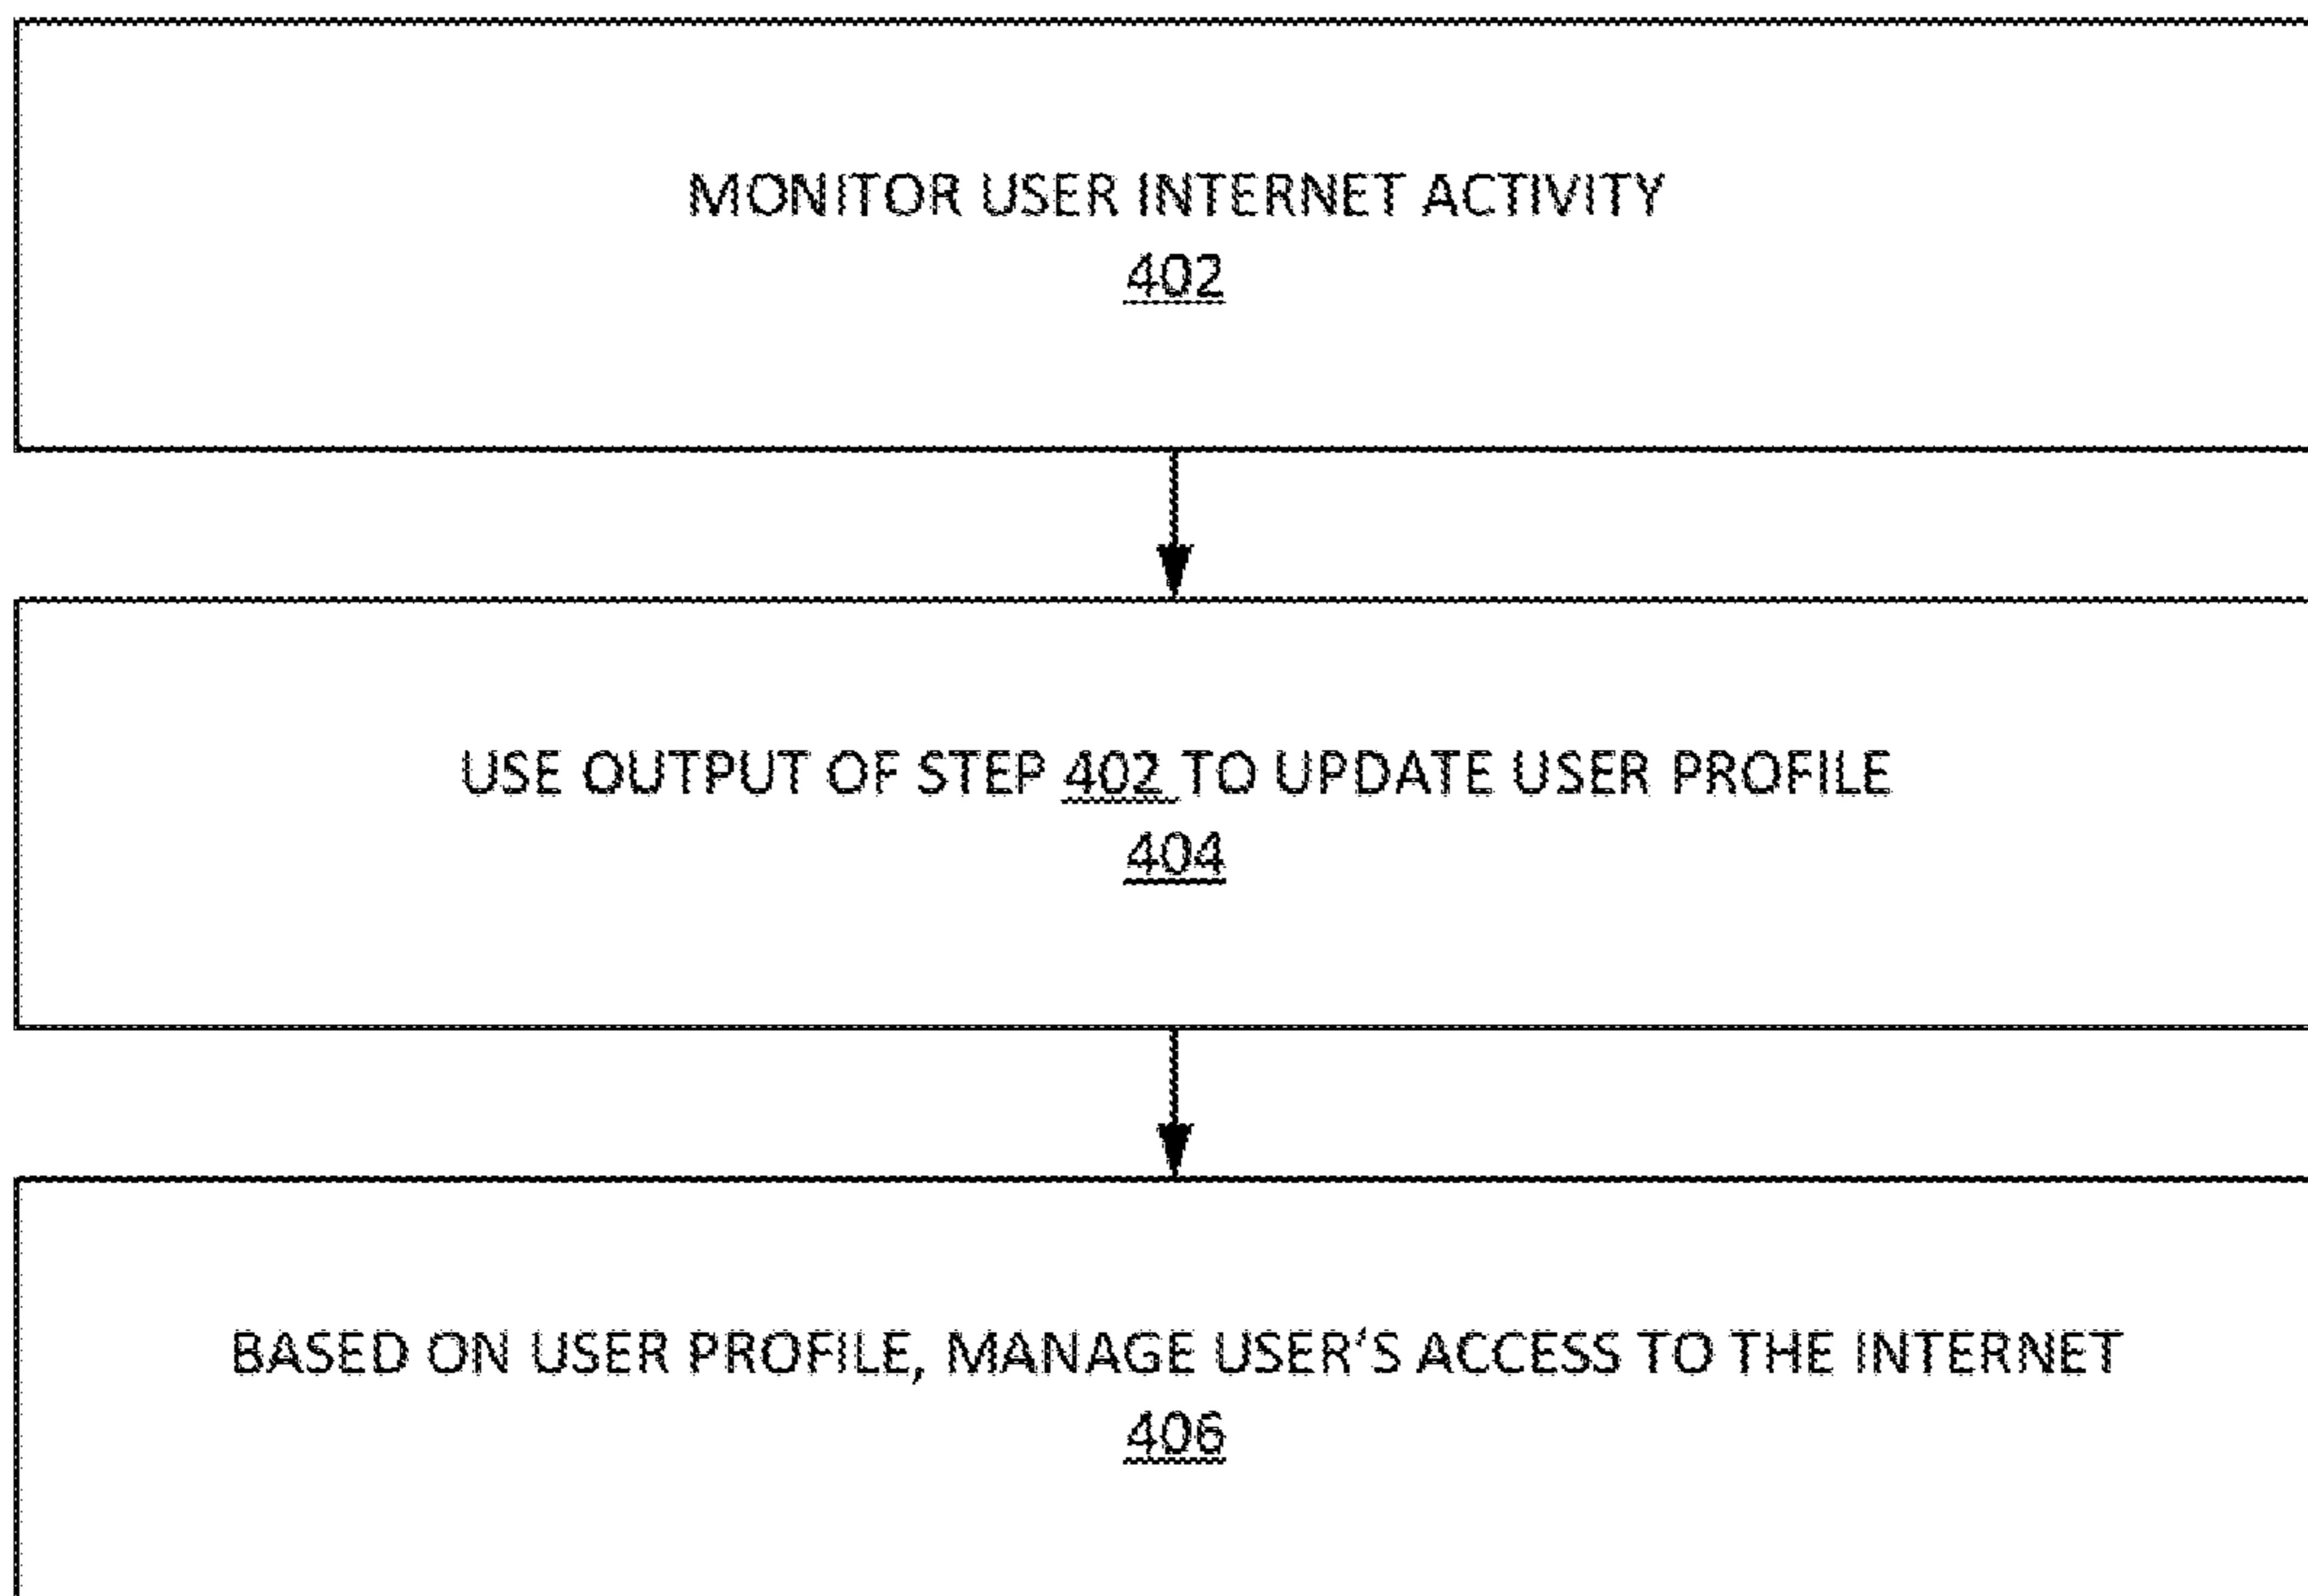 MONITOR USER INTERNET ACTIVITY
402
USE OUTPUT OF STEP 402 TO UPDATE USER PROFILE
404
BASED ON USER PROFILE, MANAGE USER'S ACCESS TO THE INTERNET
406